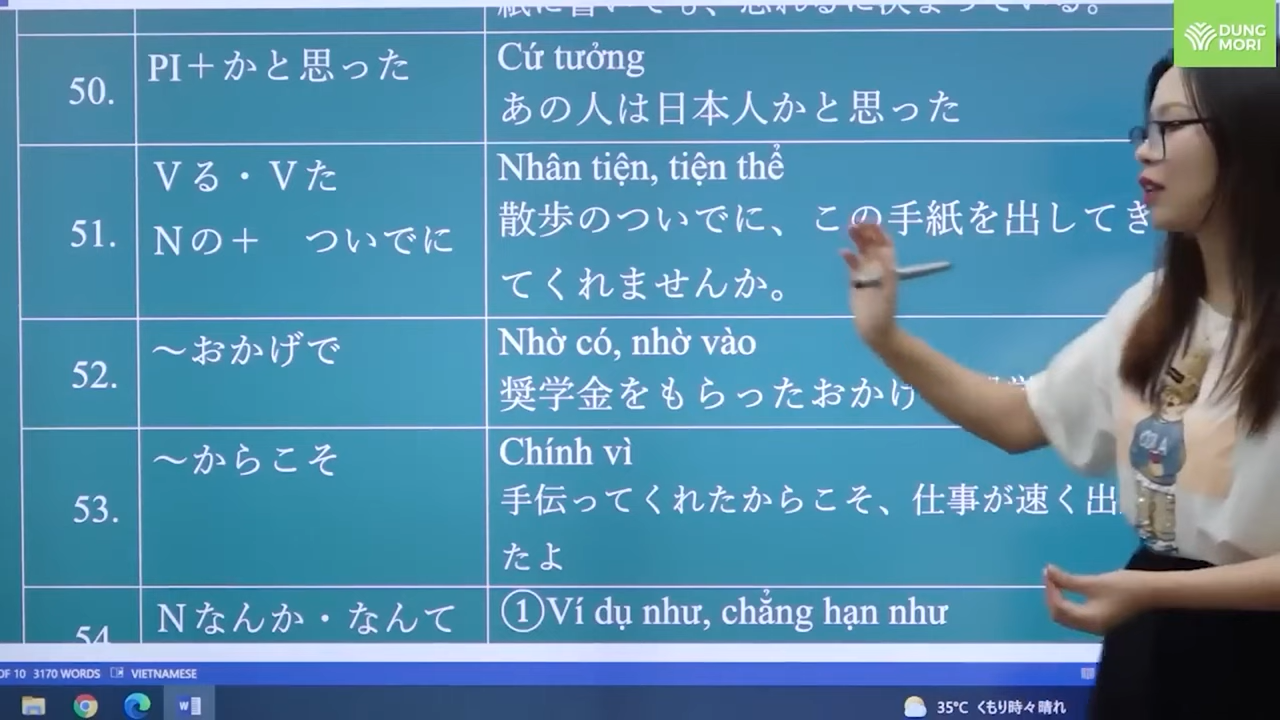 DUNG
MORI
50.
PI＋かと思った
Cứ tưởng
あの人は日本人かと思った
51.
Ｖる・Ｖた
Ｎの＋　ついでに
Nhân tiện, tiện thể
散歩のついでに、この手紙を出してき
てくれませんか。
52.
～おかげで
Nhờ có, nhờ vào
奨学金をもらったおかげ
53.
～からこそ
Chính vì
手伝ってくれたからこそ、仕事が速く出
たよ
54
Ｎなんか・なんて
①Ví dụ như, chẳng hạn như
OF 10 3170 WORDS VIETNAMESE
35°C くもり時々晴れ